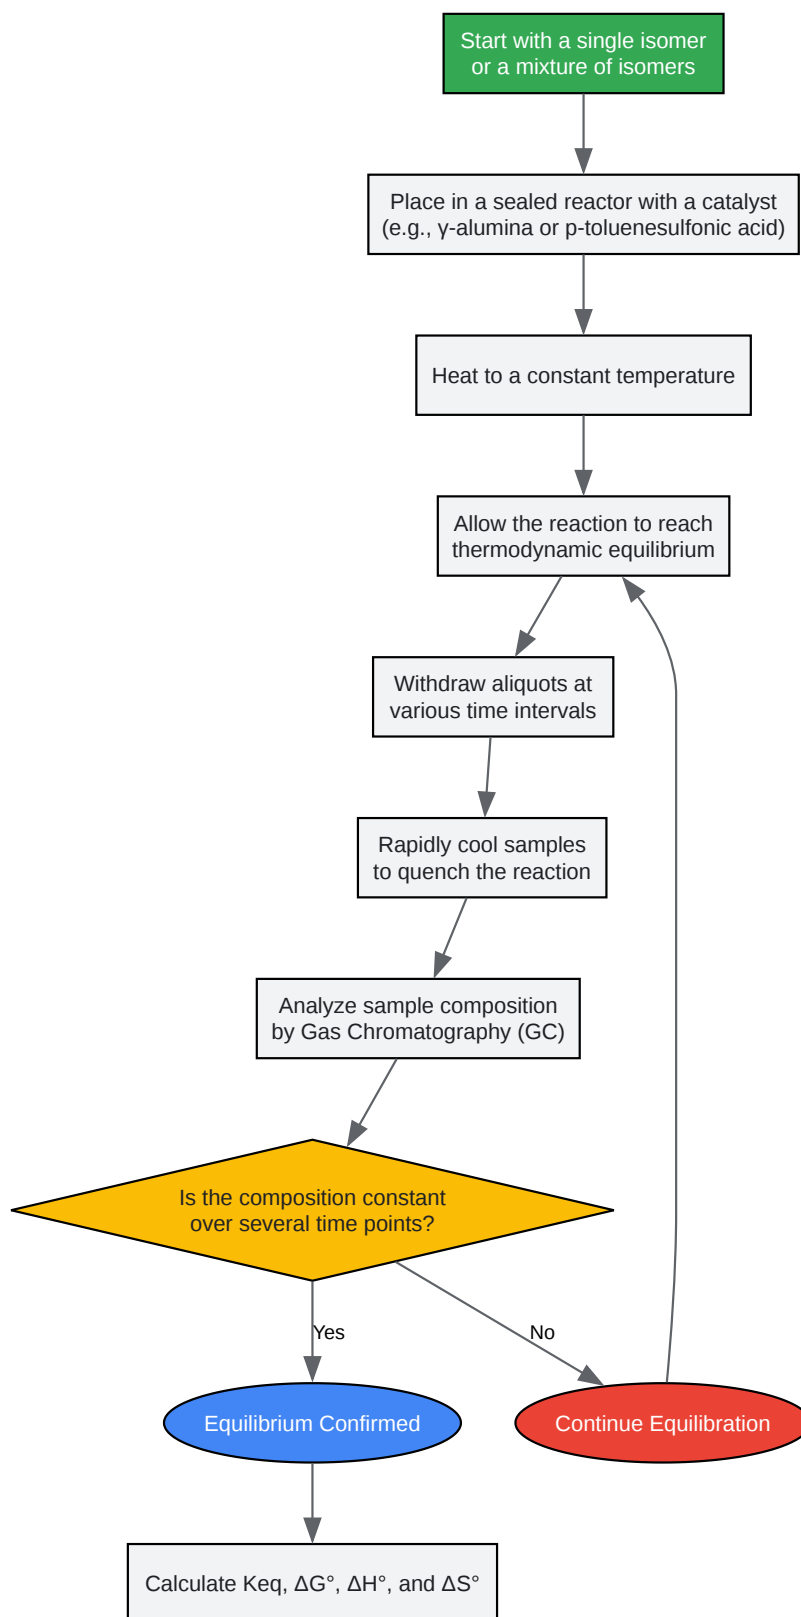 Start with a single isomer
or a mixture of isomers
Place in a sealed reactor with a catalyst
(e.g., γ-alumina or p-toluenesulfonic acid)
Heat to a constant temperature
Allow the reaction to reach
thermodynamic equilibrium
Withdraw aliquots at
various time intervals
Rapidly cool samples
to quench the reaction
Analyze sample composition
by Gas Chromatography (GC)
Is the composition constant
over several time points?
Yes
No
Equilibrium Confirmed
Continue Equilibration
Calculate Keq, ΔG°, ΔH°, and ΔS°